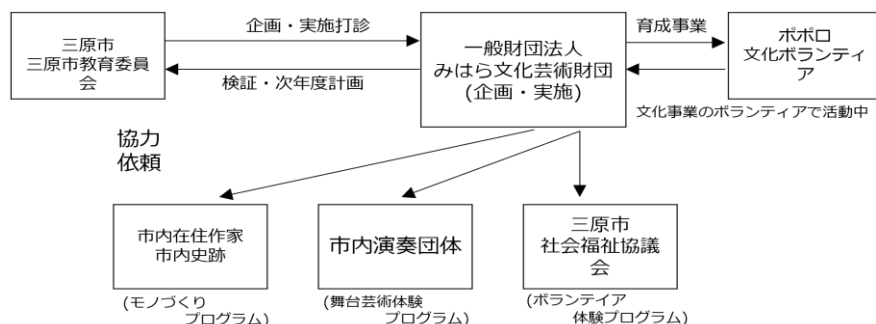 三原市
三原市教育委員
会
企画・実施打診
検証・次年度計画
一般財団法人
みはら文化芸術財団
(企画・実施)
育成事業
ポポロ
文化ボランティ
ア
文化事業のボランティアで活動中
協力
依頼
市内在住作家
市内史跡
(モノづくり
プログラム)
市内演奏団体
(舞台芸術体験
プログラム)
三原市
社会福祉協議
会
(ボランテイア
体験プログラム)